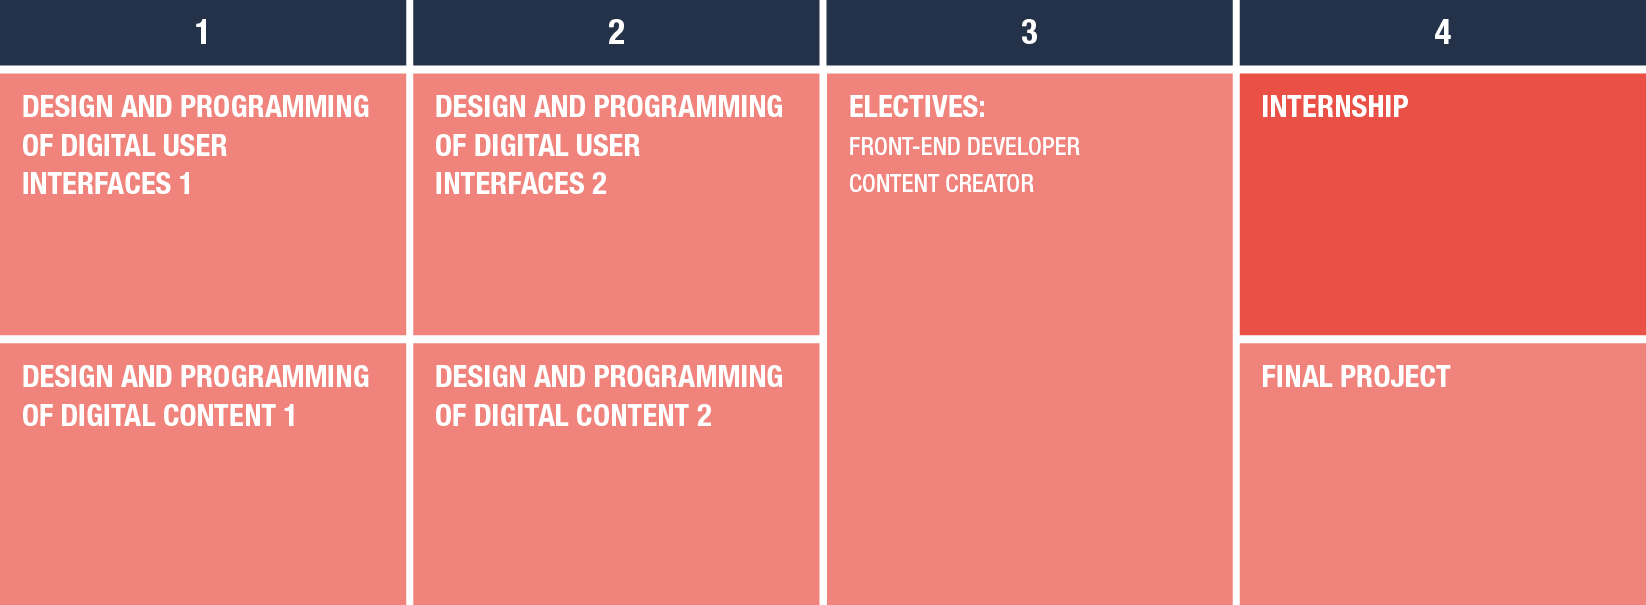 1
2
3
4
DESIGN AND PROGRAMMING
OF DIGITAL USER
INTERFACES 1
DESIGN AND PROGRAMMING
OF DIGITAL USER
INTERFACES 2
ELECTIVES:
FRONT-END DEVELOPER
CONTENT CREATOR
INTERNSHIP
DESIGN AND PROGRAMMING
OF DIGITAL CONTENT 1
DESIGN AND PROGRAMMING
OF DIGITAL CONTENT 2
FINAL PROJECT